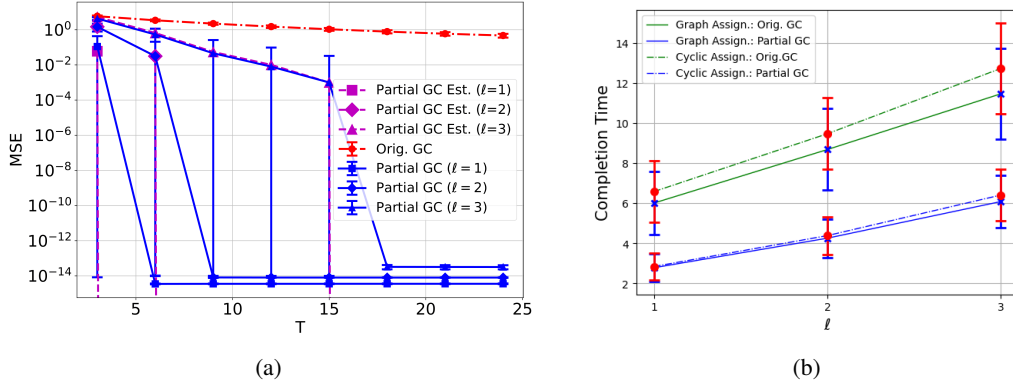 10⁰
10⁻²
10⁻⁴
10⁻⁶
10⁻⁸
10⁻¹⁰
10⁻¹²
10⁻¹⁴
MSE
Partial GC Est. (ℓ=1)
Partial GC Est. (ℓ=2)
Partial GC Est. (ℓ=3)
Orig. GC
Partial GC (ℓ = 1)
Partial GC (ℓ = 2)
Partial GC (ℓ = 3)
5 10 15 20 25
T
(a)
Graph Assign.: Orig. GC
Graph Assign.: Partial GC
Cyclic Assign.: Orig.GC
Cyclic Assign.: Partial GC
14
12
10
8
6
4
2
Completion Time
1 2 3
ℓ
(b)